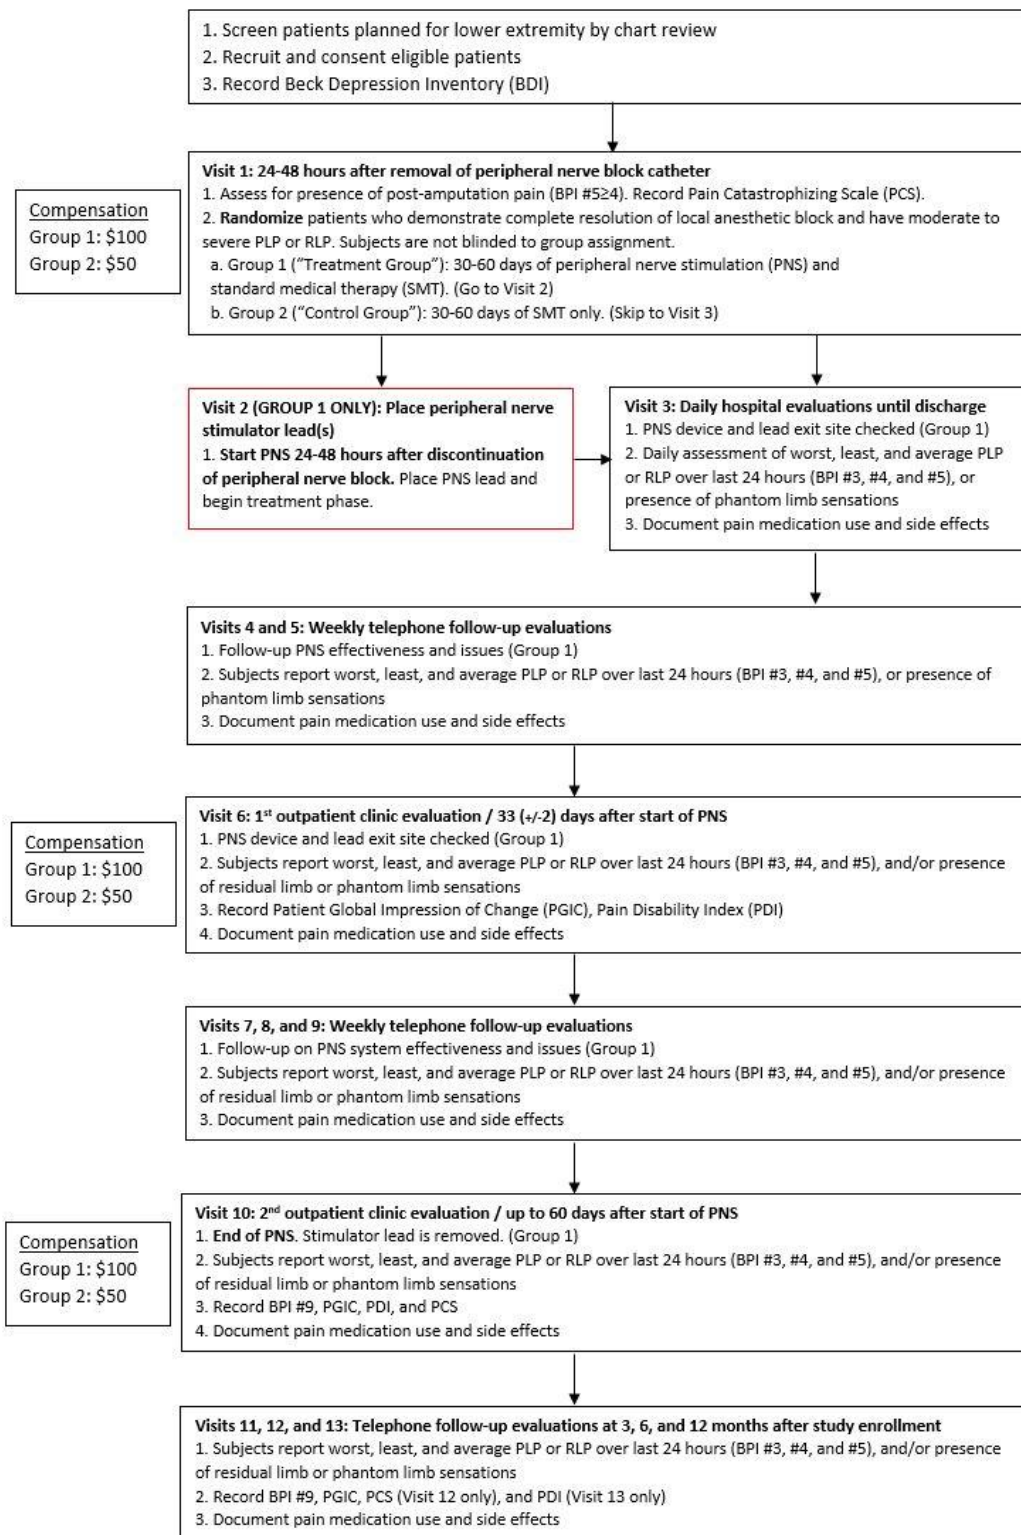 1. Screen patients planned for lower extremity by chart review
2. Recruit and consent eligible patients
3. Record Beck Depression Inventory (BDI)
Compensation
Group 1: $100
Group 2: $50
Visit 1: 24-48 hours after removal of peripheral nerve block catheter
1. Assess for presence of post-amputation pain (BPI #5≥4). Record Pain Catastrophizing Scale (PCS).
2. Randomize patients who demonstrate complete resolution of local anesthetic block and have moderate to
severe PLP or RLP. Subjects are not blinded to group assignment.
a. Group 1 (“Treatment Group”): 30-60 days of peripheral nerve stimulation (PNS) and
standard medical therapy (SMT). (Go to Visit 2)
b. Group 2 (“Control Group”): 30-60 days of SMT only. (Skip to Visit 3)
Visit 2 (GROUP 1 ONLY): Place peripheral nerve
stimulator lead(s)
1. Start PNS 24-48 hours after discontinuation
of peripheral nerve block. Place PNS lead and
begin treatment phase.
Visit 3: Daily hospital evaluations until discharge
1. PNS device and lead exit site checked (Group 1)
2. Daily assessment of worst, least, and average PLP
or RLP over last 24 hours (BPI #3, #4, and #5), or
presence of phantom limb sensations
3. Document pain medication use and side effects
Visits 4 and 5: Weekly telephone follow-up evaluations
1. Follow-up PNS effectiveness and issues (Group 1)
2. Subjects report worst, least, and average PLP or RLP over last 24 hours (BPI #3, #4, and #5), or presence of
phantom limb sensations
3. Document pain medication use and side effects
Compensation
Group 1: $100
Group 2: $50
Visit 6: 1st outpatient clinic evaluation / 33 (+/-2) days after start of PNS
1. PNS device and lead exit site checked (Group 1)
2. Subjects report worst, least, and average PLP or RLP over last 24 hours (BPI #3, #4, and #5), and/or presence
of residual limb or phantom limb sensations
3. Record Patient Global Impression of Change (PGIC), Pain Disability Index (PDI)
4. Document pain medication use and side effects
Visits 7, 8, and 9: Weekly telephone follow-up evaluations
1. Follow-up on PNS system effectiveness and issues (Group 1)
2. Subjects report worst, least, and average PLP or RLP over last 24 hours (BPI #3, #4, and #5), and/or presence
of residual limb or phantom limb sensations
3. Document pain medication use and side effects
Compensation
Group 1: $100
Group 2: $50
Visit 10: 2nd outpatient clinic evaluation / up to 60 days after start of PNS
1. End of PNS. Stimulator lead is removed. (Group 1)
2. Subjects report worst, least, and average PLP or RLP over last 24 hours (BPI #3, #4, and #5), and/or presence
of residual limb or phantom limb sensations
3. Record BPI #9, PGIC, PDI, and PCS
4. Document pain medication use and side effects
Visits 11, 12, and 13: Telephone follow-up evaluations at 3, 6, and 12 months after study enrollment
1. Subjects report worst, least, and average PLP or RLP over last 24 hours (BPI #3, #4, and #5), and/or presence
of residual limb or phantom limb sensations
2. Record BPI #9, PGIC, PCS (Visit 12 only), and PDI (Visit 13 only)
3. Document pain medication use and side effects